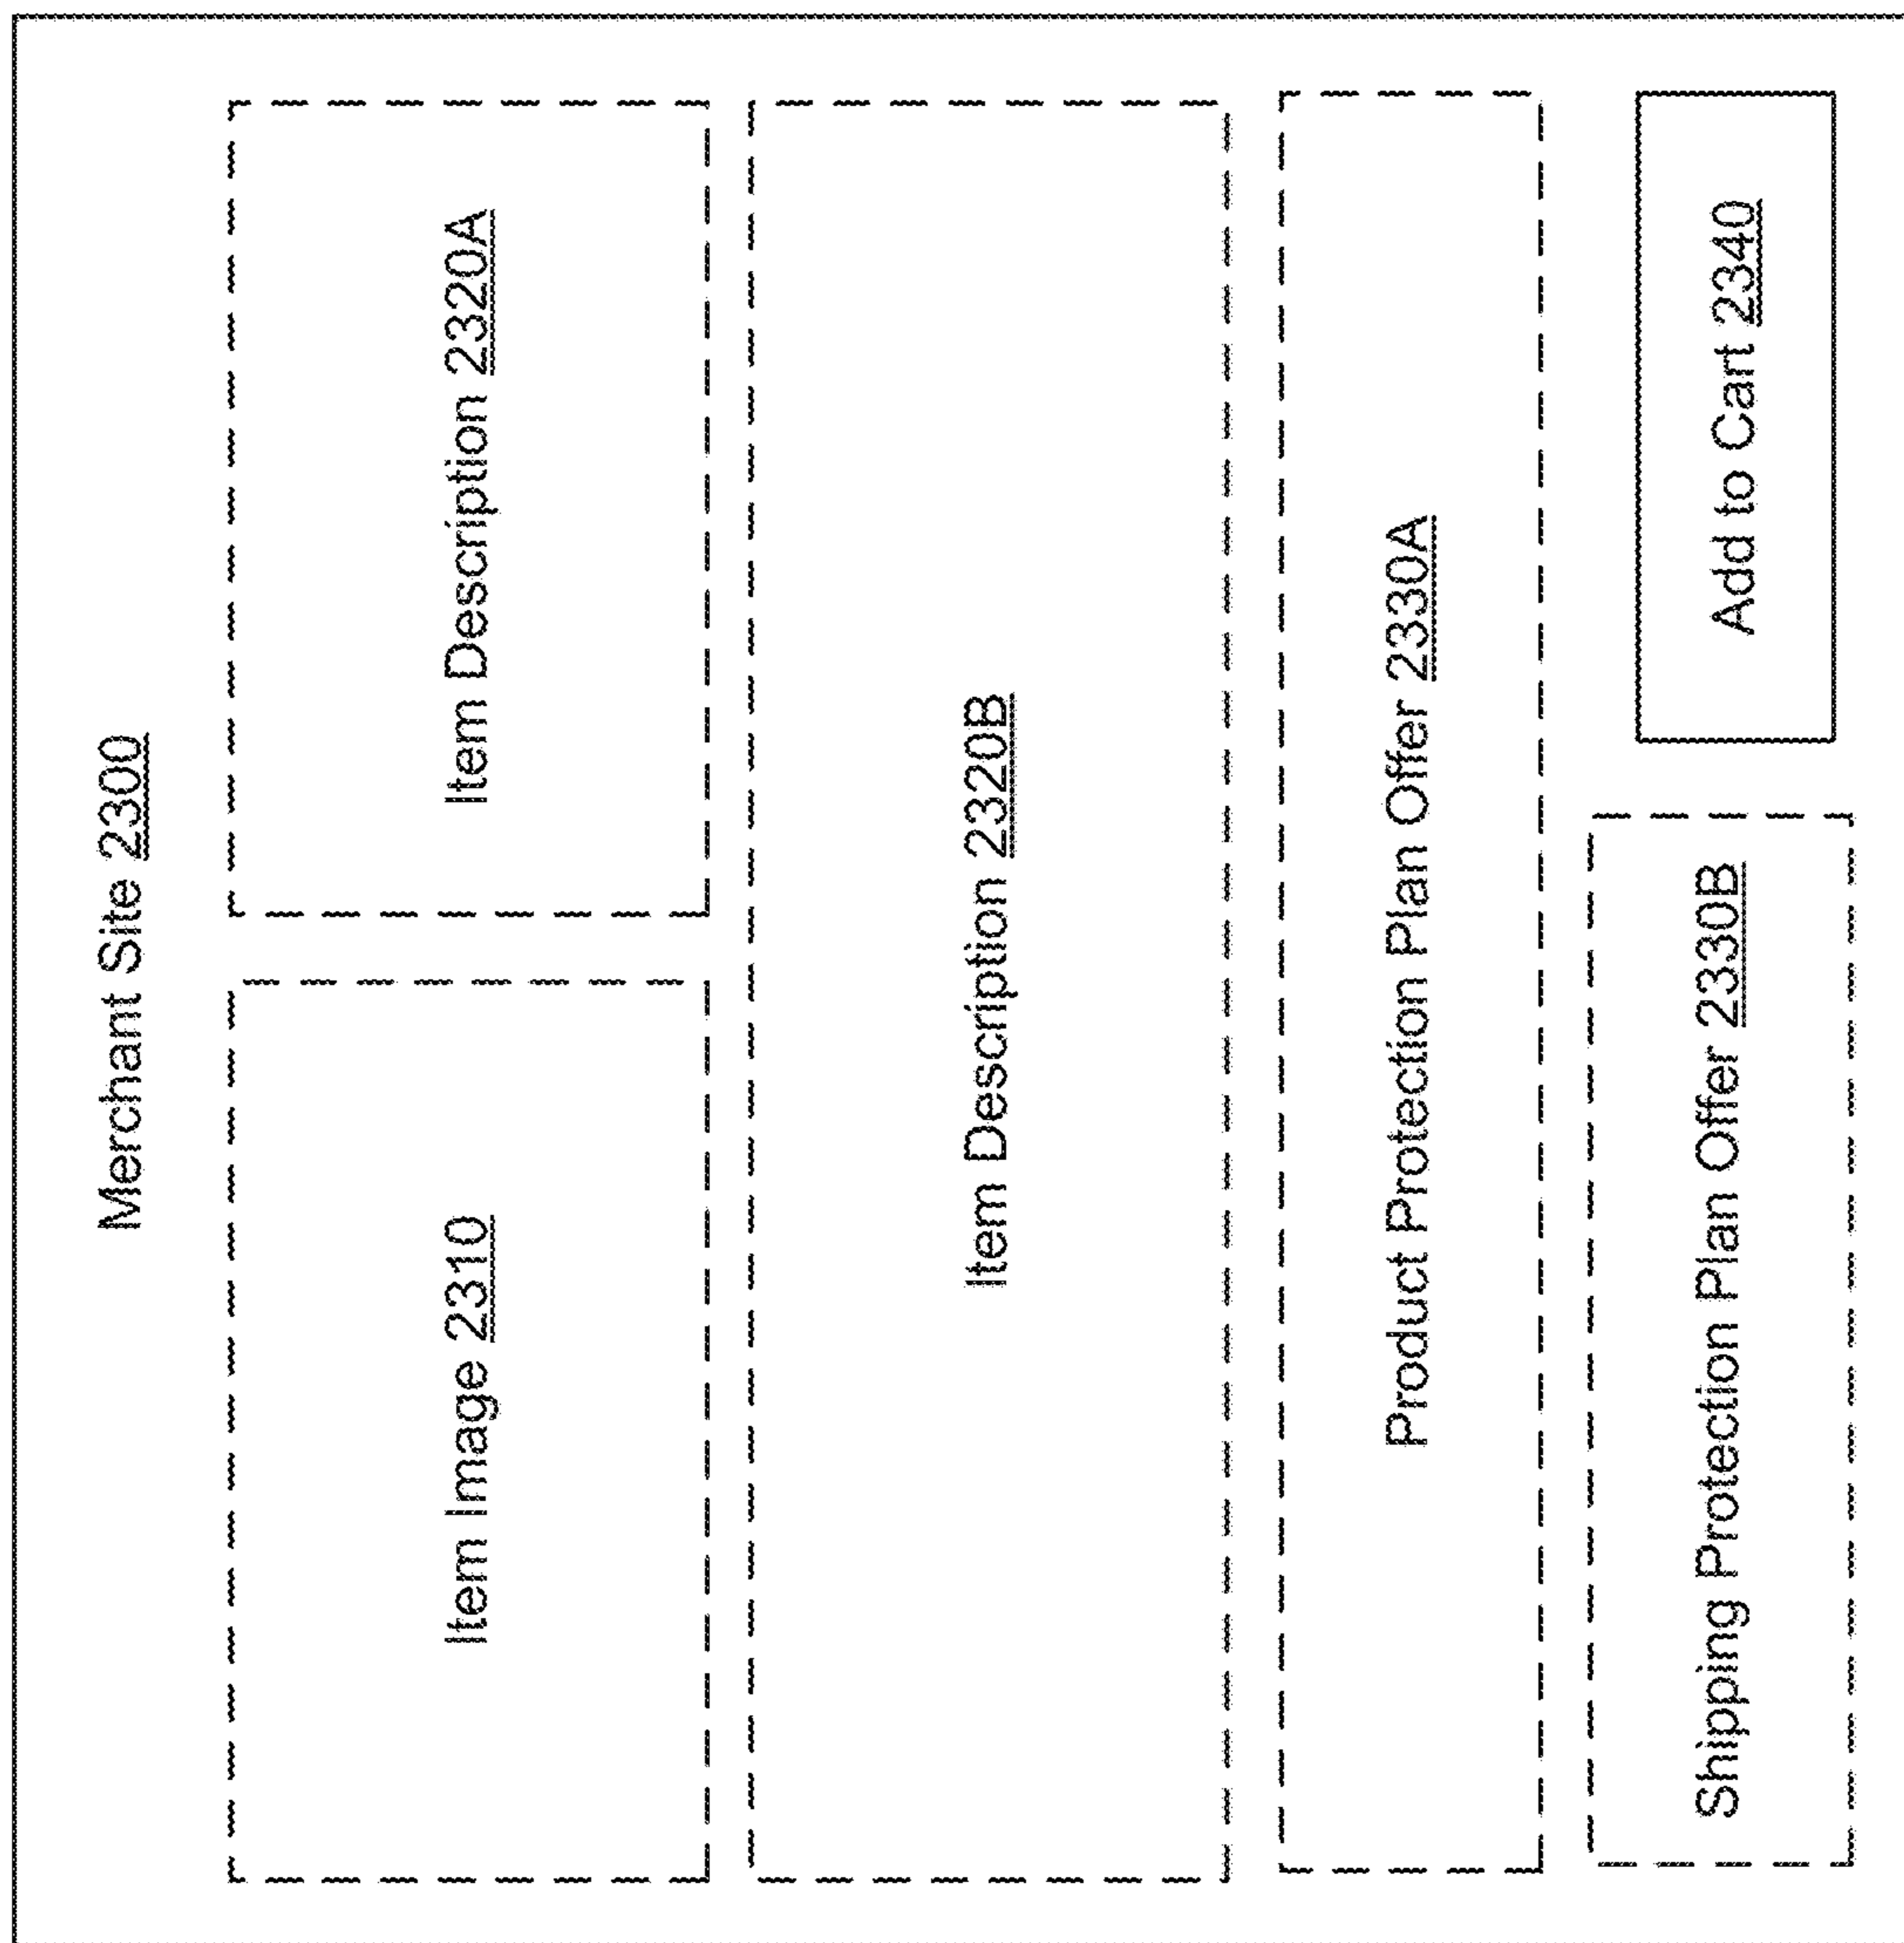 Merchant Site 2300
Item Image 2310
Item Description 2320A
Item Description 2320B
Product Protection Plan Offer 2330A
Shipping Protection Plan Offer 2330B
Add to Cart 2340